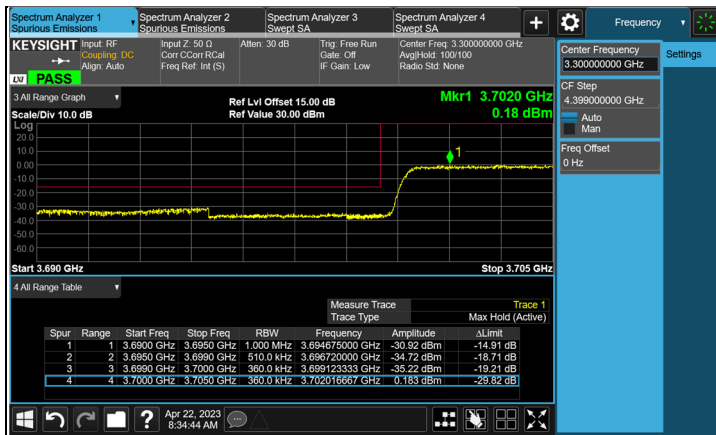 Spectrum Analyzer 1
Spurious Emissions
Spectrum Analyzer 2
Spurious Emissions
Spectrum Analyzer 3
Swept SA
Spectrum Analyzer 4
Swept SA
+
Frequency
KEYSIGHT
Input: RF
Coupling: DC
Align: Auto
Input Z: 50 Ω
Corr CCorr RCal
Freq Ref: Int (S)
Atten: 30 dB
Trig: Free Run
Gate: Off
IF Gain: Low
Center Freq: 3.300000000 GHz
Avg|Hold: 100/100
Radio Std: None
LXI
PASS
Center Frequency
3.300000000 GHz
Settings
CF Step
4.399000000 GHz
Auto
Man
Freq Offset
0 Hz
3 All Range Graph
Scale/Div 10.0 dB
Ref Lvl Offset 15.00 dB
Ref Value 30.00 dBm
Mkr1 3.7020 GHz
0.18 dBm
Log
20.0
10.0
0.00
-10.0
-20.0
-30.0
-40.0
-50.0
-60.0
1
Start 3.690 GHz
Stop 3.705 GHz
4 All Range Table
Measure Trace Trace 1
Trace Type Max Hold (Active)
Spur Range Start Freq Stop Freq RBW Frequency Amplitude ΔLimit
1 1 3.6900 GHz 3.6950 GHz 1.000 MHz 3.694675000 GHz -30.92 dBm -14.91 dB
2 2 3.6950 GHz 3.6990 GHz 510.0 kHz 3.696720000 GHz -34.72 dBm -18.71 dB
3 3 3.6990 GHz 3.7000 GHz 360.0 kHz 3.699123333 GHz -35.22 dBm -19.21 dB
4 4 3.7000 GHz 3.7050 GHz 360.0 kHz 3.702016667 GHz 0.183 dBm -29.82 dB
?
Apr 22, 2023
8:34:44 AM